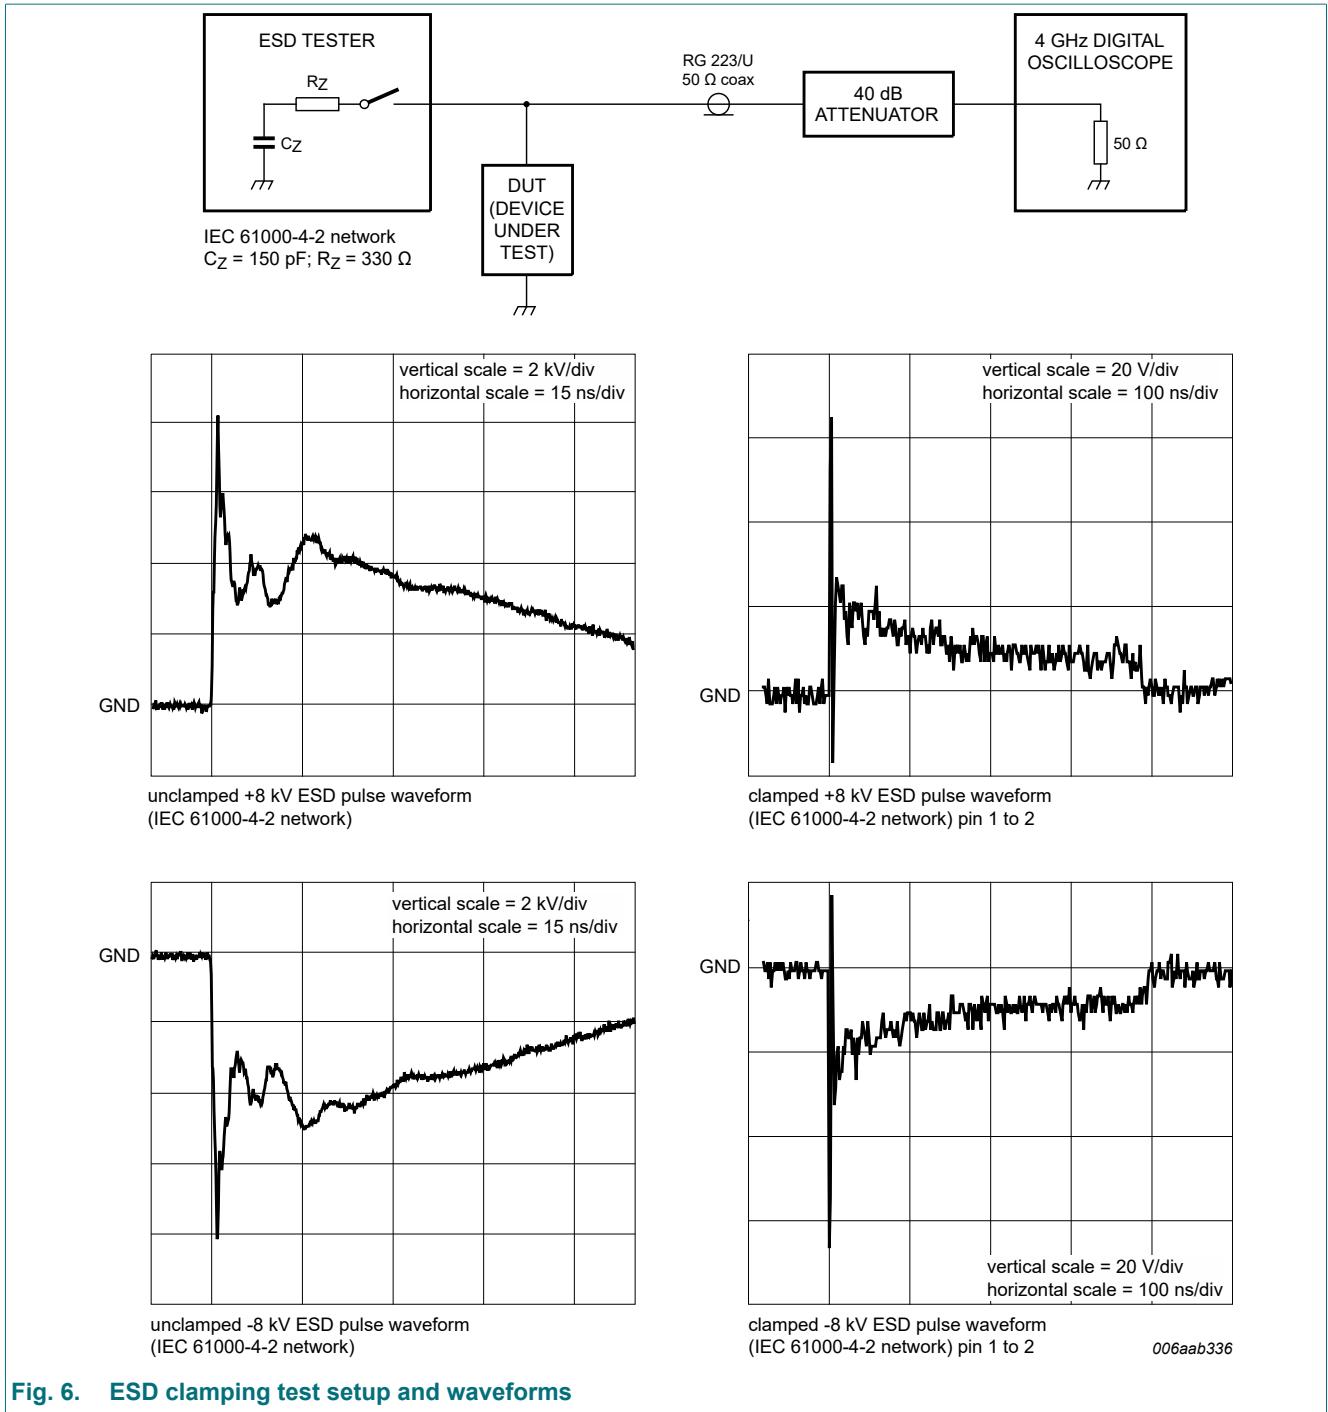 ESD TESTER
RZ
CZ
IEC 61000-4-2 network
CZ = 150 pF; RZ = 330 Ω
DUT
(DEVICE
UNDER
TEST)
RG 223/U
50 Ω coax
40 dB
ATTENUATOR
4 GHz DIGITAL
OSCILLOSCOPE
50 Ω
vertical scale = 2 kV/div
horizontal scale = 15 ns/div
GND
unclamped +8 kV ESD pulse waveform
(IEC 61000-4-2 network)
vertical scale = 20 V/div
horizontal scale = 100 ns/div
GND
clamped +8 kV ESD pulse waveform
(IEC 61000-4-2 network) pin 1 to 2
vertical scale = 2 kV/div
horizontal scale = 15 ns/div
GND
unclamped -8 kV ESD pulse waveform
(IEC 61000-4-2 network)
GND
vertical scale = 20 V/div
horizontal scale = 100 ns/div
clamped -8 kV ESD pulse waveform
(IEC 61000-4-2 network) pin 1 to 2
006aab336
Fig. 6. ESD clamping test setup and waveforms